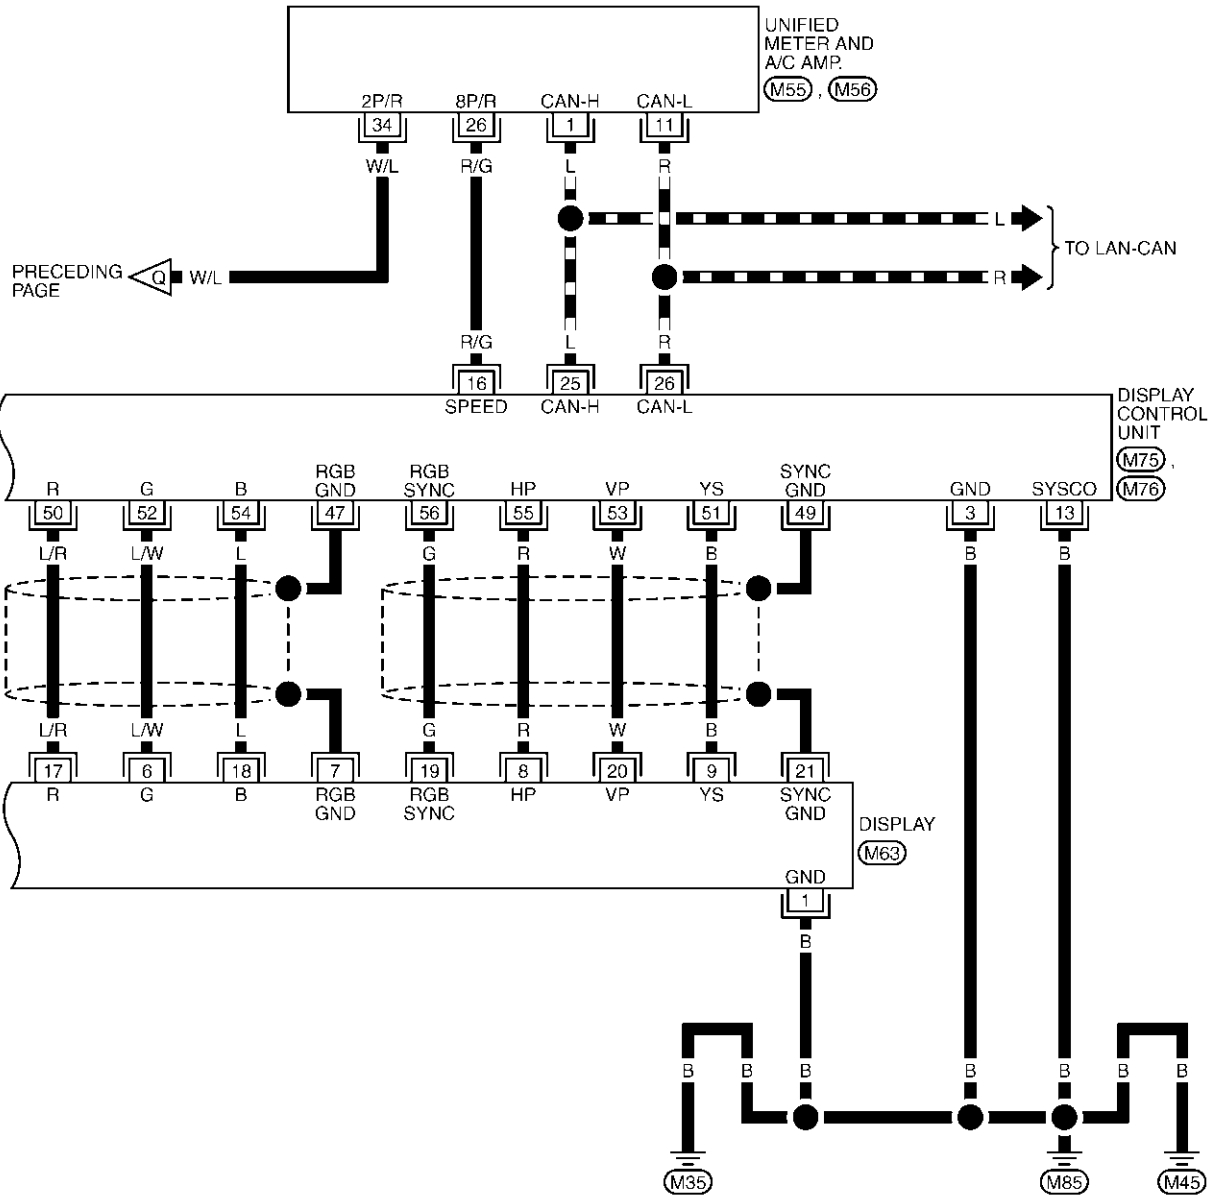 UNIFIED
METER AND
A/C AMP.
M55 , M56
2P/R 8P/R CAN-H CAN-L
34 26 1 11
W/L R/G L R
L
TO LAN-CAN
PRECEDING
PAGE
Q W/L
R
R/G L R
16 25 26
SPEED CAN-H CAN-L
DISPLAY
CONTROL
UNIT
M75 ,
M76
R G B RGB
GND RGB
SYNC HP VP YS SYNC
GND GND SYSCO
50 52 54 47 56 55 53 51 49 3 13
L/R L/W L G R W B B B
L/R L/W L G R W B
17 6 18 7 19 8 20 9 21
R G B RGB
GND RGB
SYNC HP VP YS SYNC
GND
DISPLAY
M63
GND
1
B
B B B B B B B
M35 M85 M45